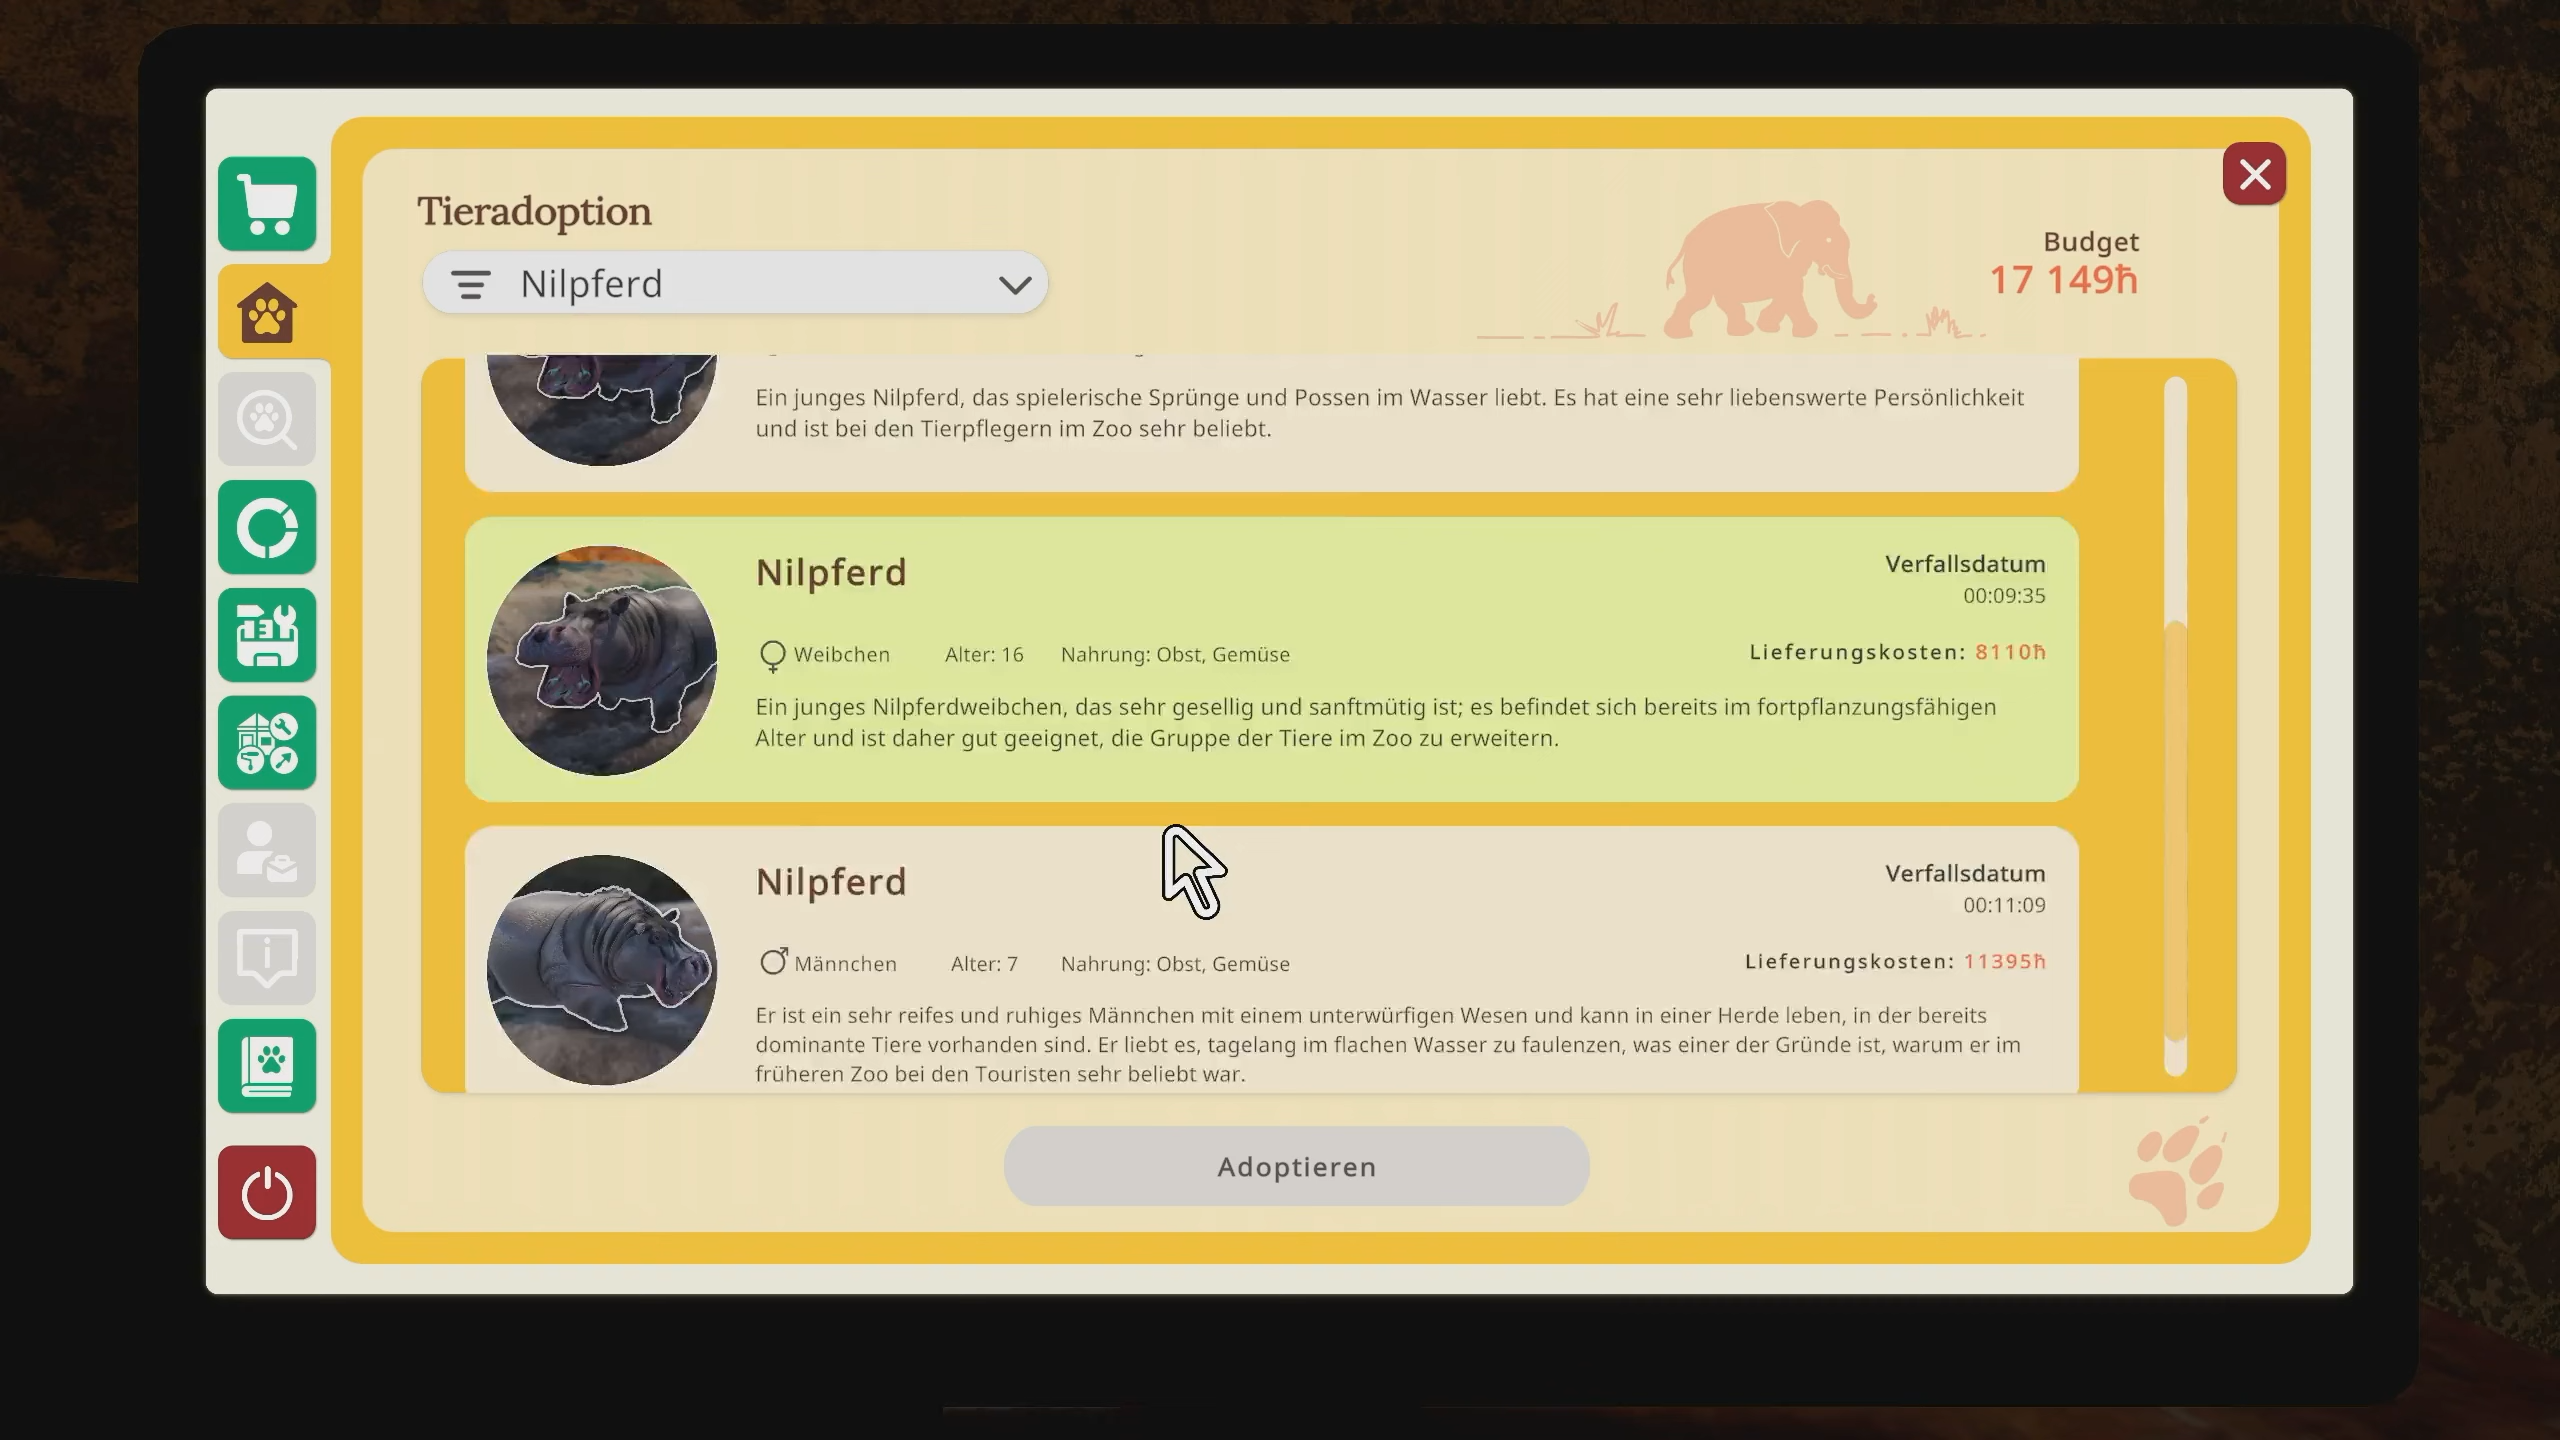 Tieradoption
Nilpferd
Budget
17 149ħ
Ein junges Nilpferd, das spielerische Sprünge und Possen im Wasser liebt. Es hat eine sehr liebenswerte Persönlichkeit
und ist bei den Tierpflegern im Zoo sehr beliebt.
Nilpferd
Verfallsdatum
00:09:35
Weibchen Alter: 16 Nahrung: Obst, Gemüse
Lieferungskosten: 8110ħ
Ein junges Nilpferdweibchen, das sehr gesellig und sanftmütig ist; es befindet sich bereits im fortpflanzungsfähigen
Alter und ist daher gut geeignet, die Gruppe der Tiere im Zoo zu erweitern.
Nilpferd
Verfallsdatum
00:11:09
Männchen Alter: 7 Nahrung: Obst, Gemüse
Lieferungskosten: 11395ħ
Er ist ein sehr reifes und ruhiges Männchen mit einem unterwürfigen Wesen und kann in einer Herde leben, in der bereits
dominante Tiere vorhanden sind. Er liebt es, tagelang im flachen Wasser zu faulenzen, was einer der Gründe ist, warum er im
früheren Zoo bei den Touristen sehr beliebt war.
Adoptieren